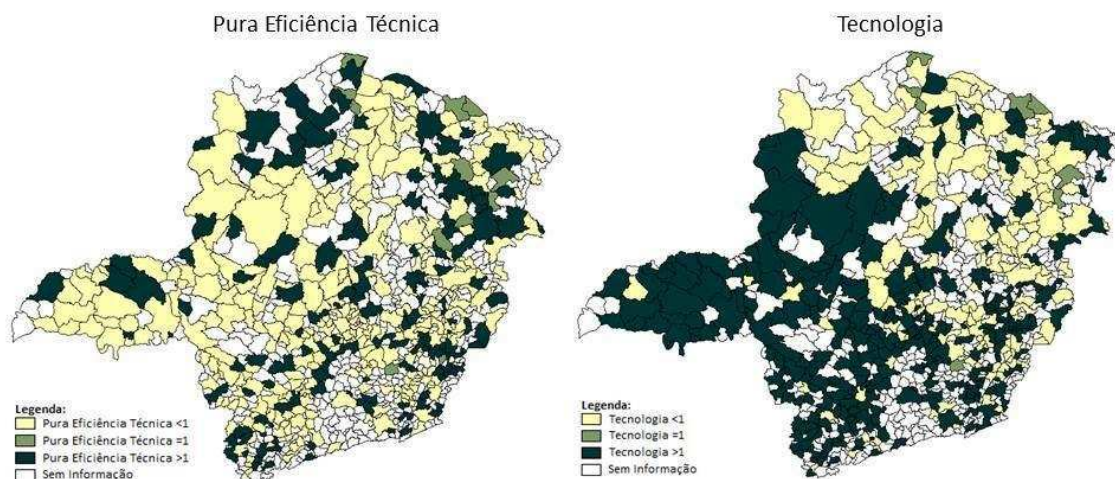 Pura Eficiência Técnica
Tecnologia
Legenda:
Pura Eficiência Técnica <1
Pura Eficiência Técnica =1
Pura Eficiência Técnica >1
Sem Informação
Legenda:
Tecnologia <1
Tecnologia =1
Tecnologia >1
Sem Informação